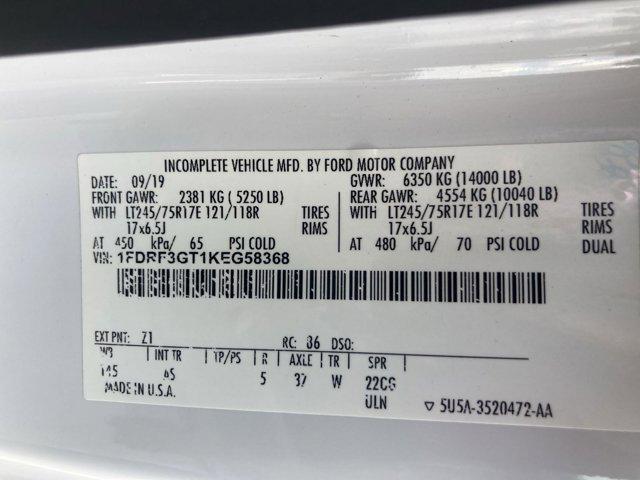 INCOMPLETE VEHICLE MFD. BY FORD MOTOR COMPANY
DATE: 09/19 GVWR: 6350 KG (14000 LB)
FRONT GAWR: 2381 KG ( 5250 LB) REAR GAWR: 4554 KG (10040 LB)
WITH LT245/75R17E 121/118R TIRES WITH LT245/75R17E 121/118R TIRES
17x6.5J RIMS 17x6.5J RIMS
AT 450 kPa/ 65 PSI COLD AT 480 kPa/ 70 PSI COLD DUAL
VIN: 1FDRF3GT1KEG58368
EXT PNT: Z1 RC: 86 DSO:
WB INT TR TP/PS R AXLE TR SPR
145 AS 5 37 W 22CG
MADE IN U.S.A. ULN ▽ 5U5A-3520472-AA